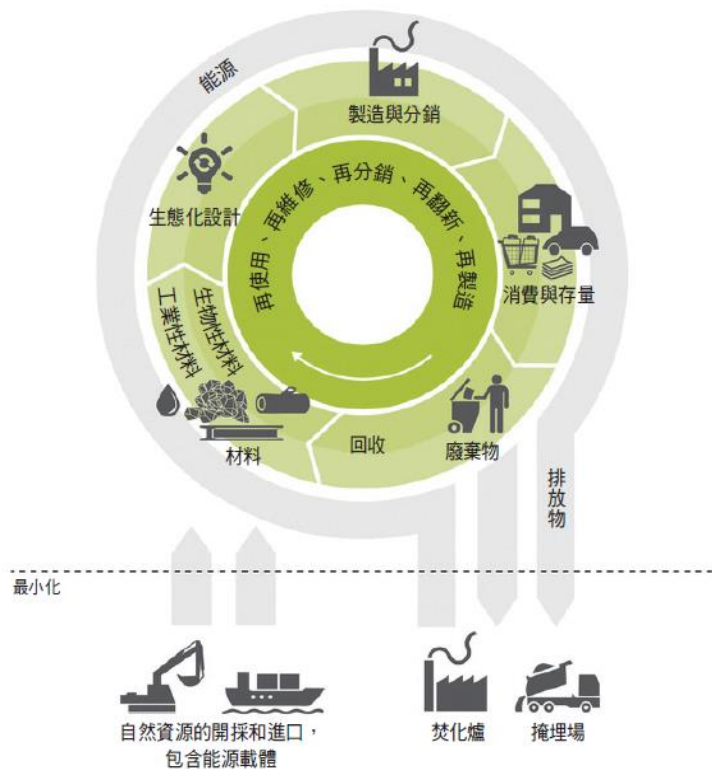 能源
製造與分銷
生態化設計
再使用、再維修、再分銷、再翻新、再製造
消費與存量
工業性材料
生物性材料
材料
回收
廢棄物
排放物
最小化
自然資源的開採和進口，
包含能源載體
焚化爐
掩埋場